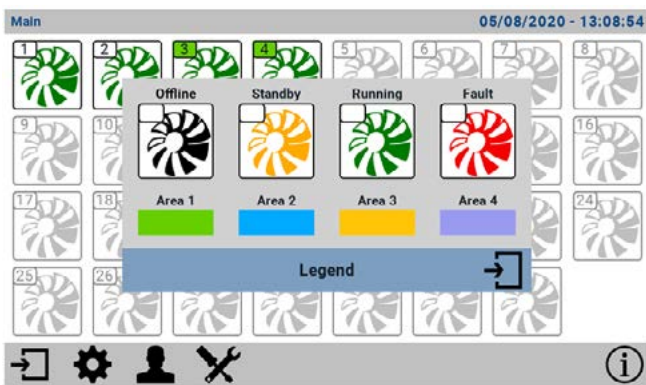 Main 05/08/2020 - 13:08:54
1 2 3 4 5 6 7 8
Offline Standby Running Fault
9 10 16
Area 1 Area 2 Area 3 Area 4
17 18 24
Legend
25 26
i